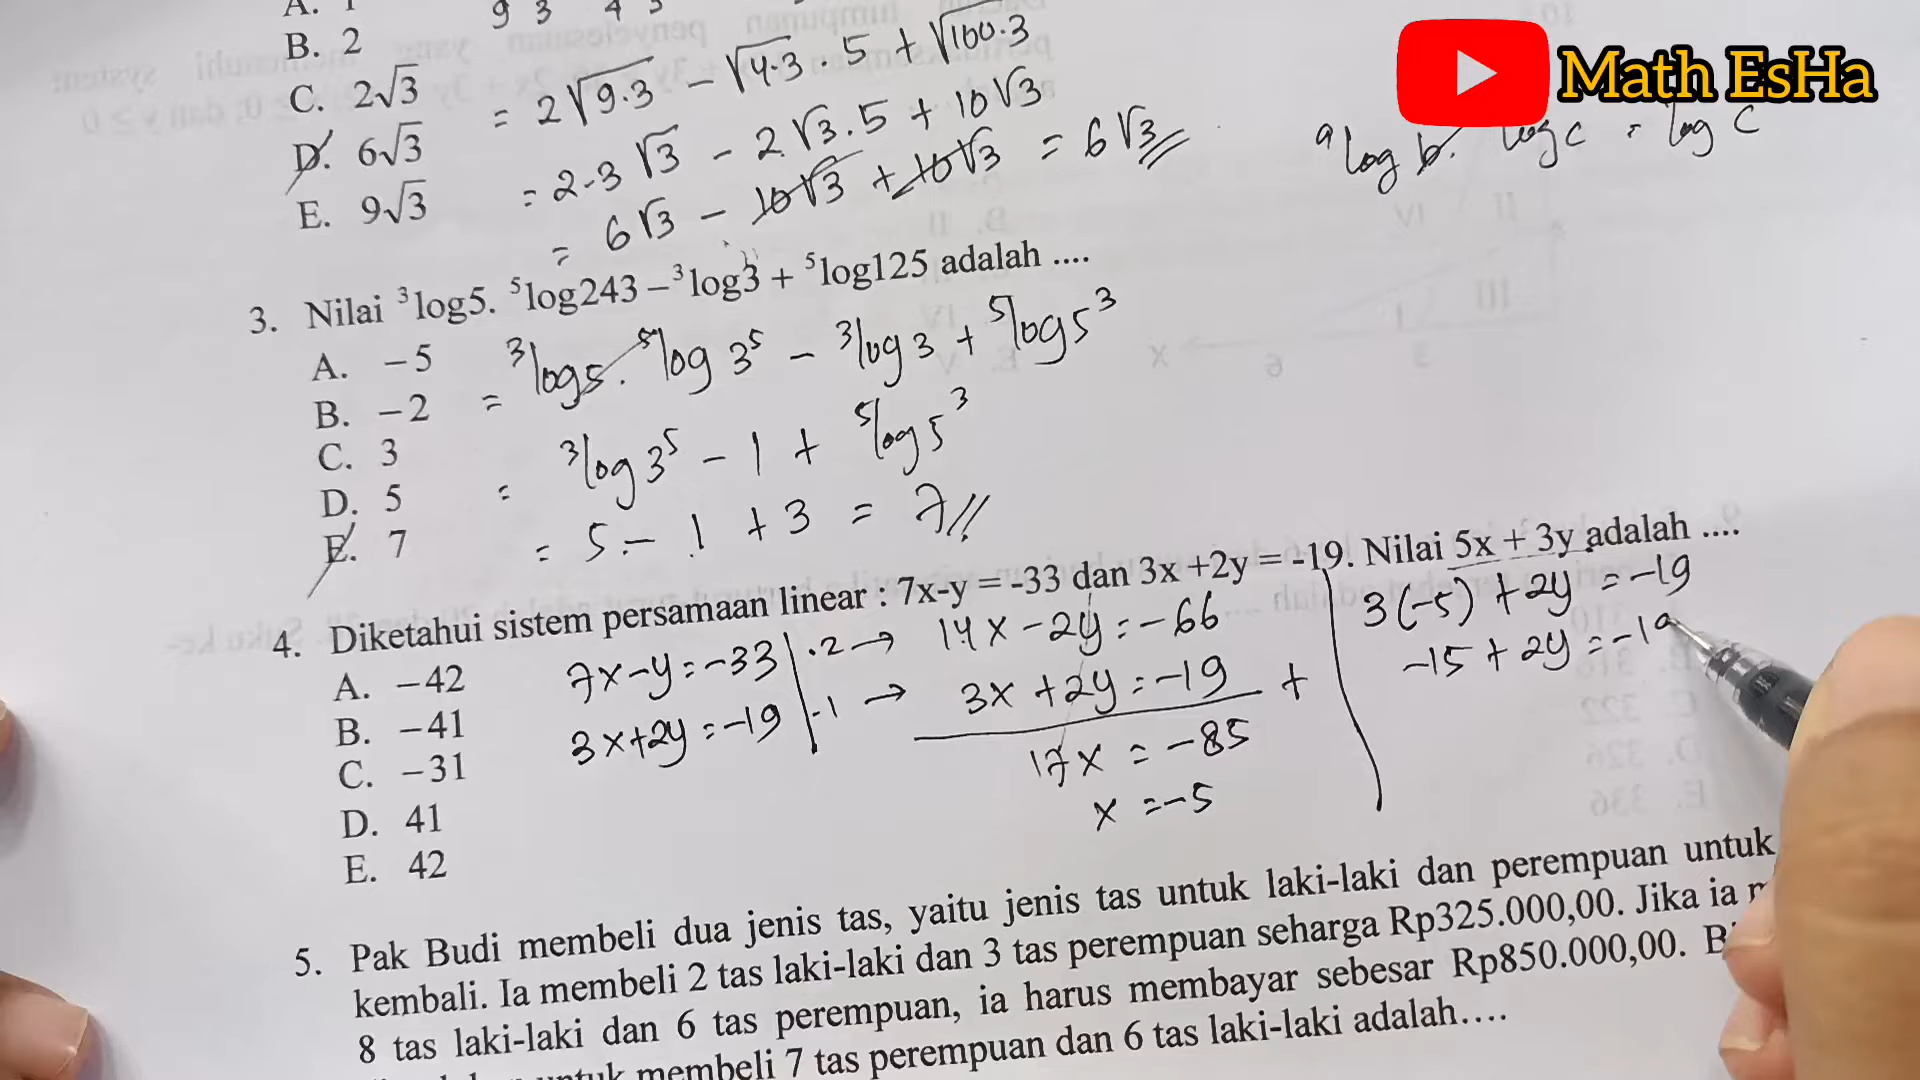 B. 2
C. 2√3
D. 6√3
E. 9√3
= 2√9.3 - √4.3 . 5 + √100.3
= 2.3√3 - 2√3.5 + 10√3
= 6√3 - 10√3 + 10√3 = 6√3
Math EsHa
ᵃlog b. log c = log c
3. Nilai ³log5. ⁵log243 – ³log3 + ⁵log125 adalah ....
A. –5
B. –2
C. 3
D. 5
E. 7
= ³log5. ⁵log 3⁵ - ³log 3 + ⁵log 5³
= ³log 3⁵ - 1 + ⁵log 5³
= 5 - 1 + 3 = 7
4. Diketahui sistem persamaan linear : 7x-y = -33 dan 3x +2y = -19. Nilai 5x + 3y adalah ....
A. –42
B. –41
C. –31
D. 41
E. 42
7x-y=-33 | .2 → 14x-2y=-66
3x+2y=-19 | .1 → 3x+2y=-19 +
17x = -85
x = -5
3(-5) + 2y = -19
-15 + 2y = -19
5. Pak Budi membeli dua jenis tas, yaitu jenis tas untuk laki-laki dan perempuan untuk
kembali. Ia membeli 2 tas laki-laki dan 3 tas perempuan seharga Rp325.000,00. Jika ia
8 tas laki-laki dan 6 tas perempuan, ia harus membayar sebesar Rp850.000,00.
untuk membeli 7 tas perempuan dan 6 tas laki-laki adalah....